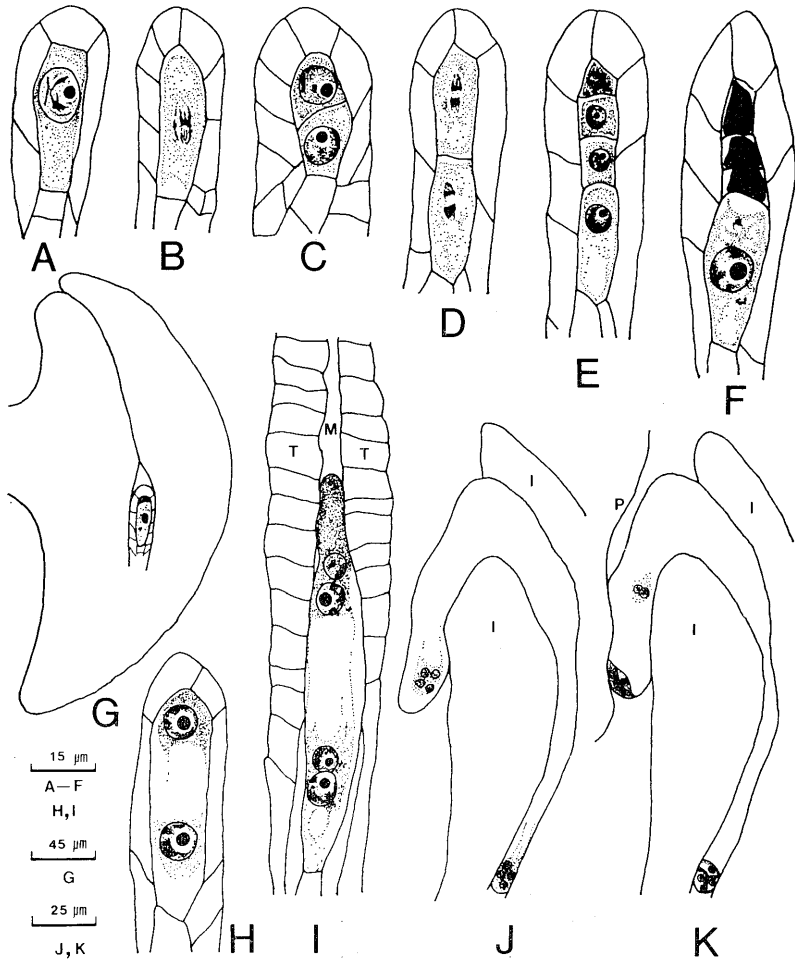 A B C D E F
M
T T
I
P I
I I
G
15 µm
A—F
H, I
45 µm
G
25 µm
J, K
H I J K